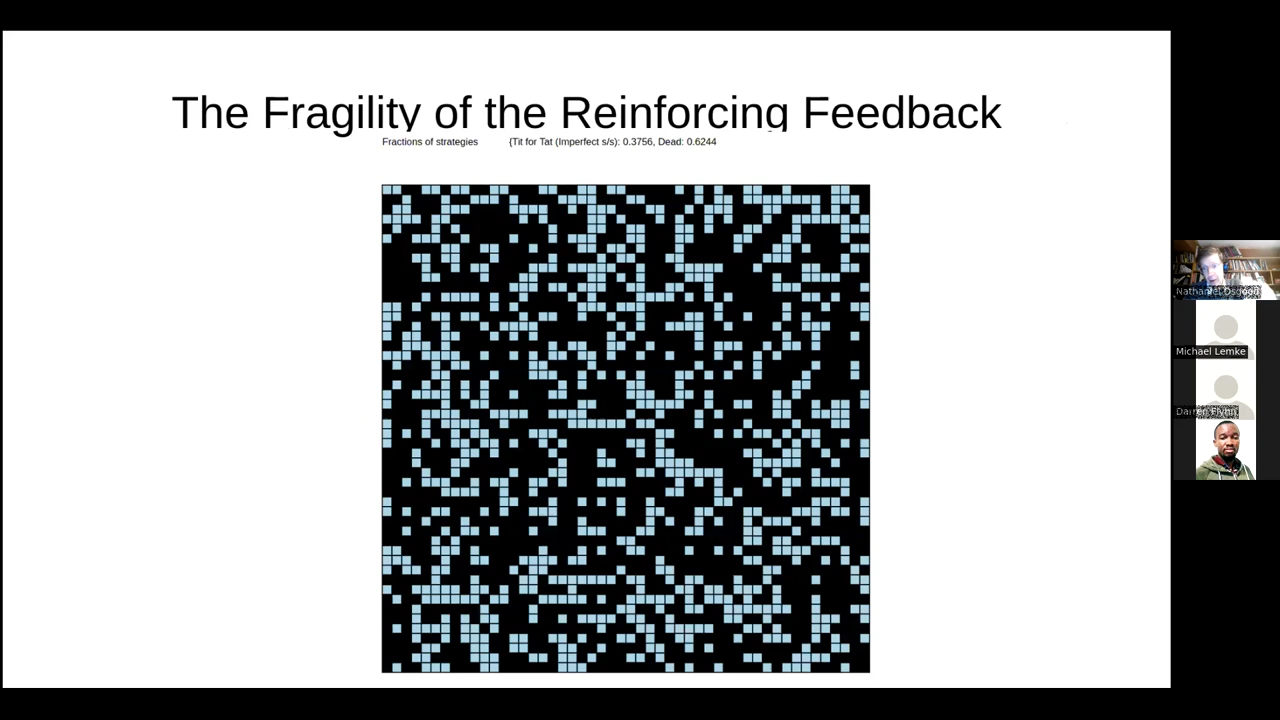 The Fragility of the Reinforcing Feedback
Fractions of strategies {Tit for Tat (Imperfect s/s): 0.3756, Dead: 0.6244
Nathaniel Osgood
Michael Lemke
Darren Flynn